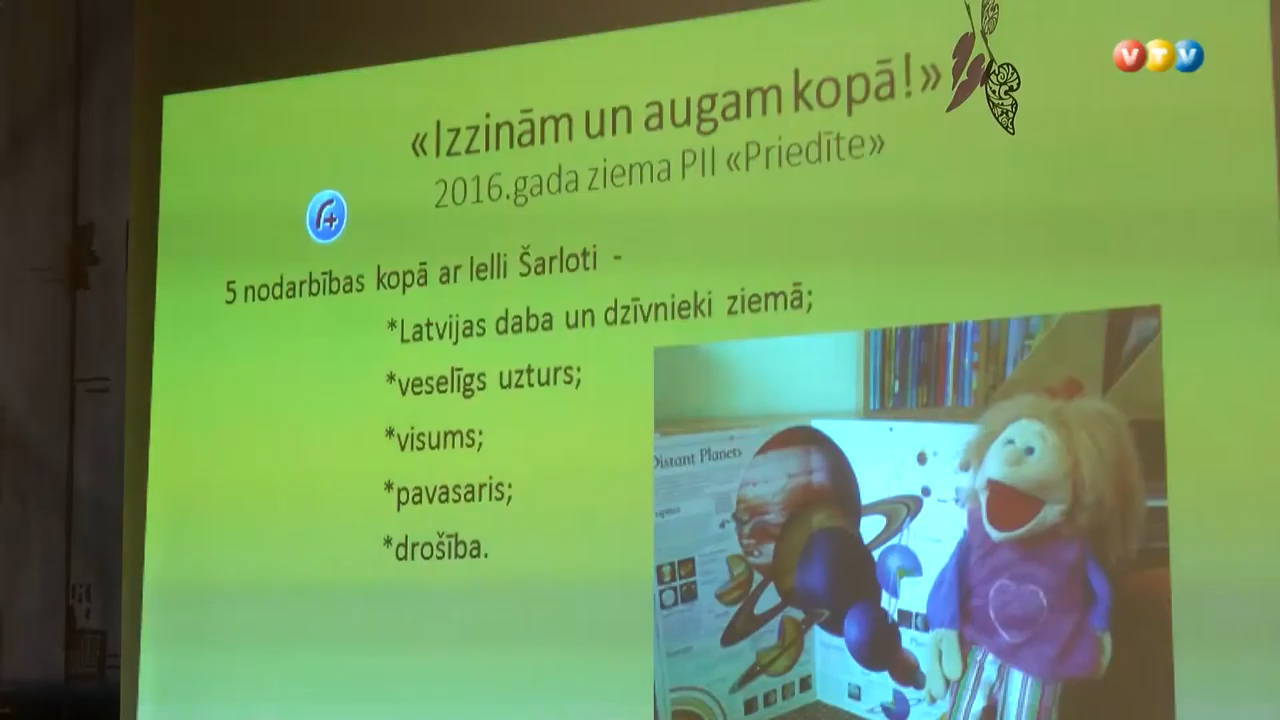 VTV
«Izzinām un augam kopā!»
2016.gada ziema PII «Priedīte»
5 nodarbības kopā ar lelli Šarloti -
*Latvijas daba un dzīvnieki ziemā;
*veselīgs uzturs;
*visums;
*pavasaris;
*drošība.
Distant Planets